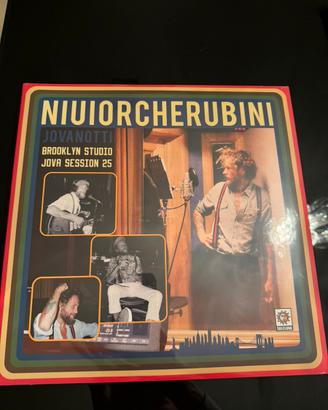 NIUIORCHERUBINI
JOVANOTTI
BROOKLYN STUDIO
JOVA SESSION 25